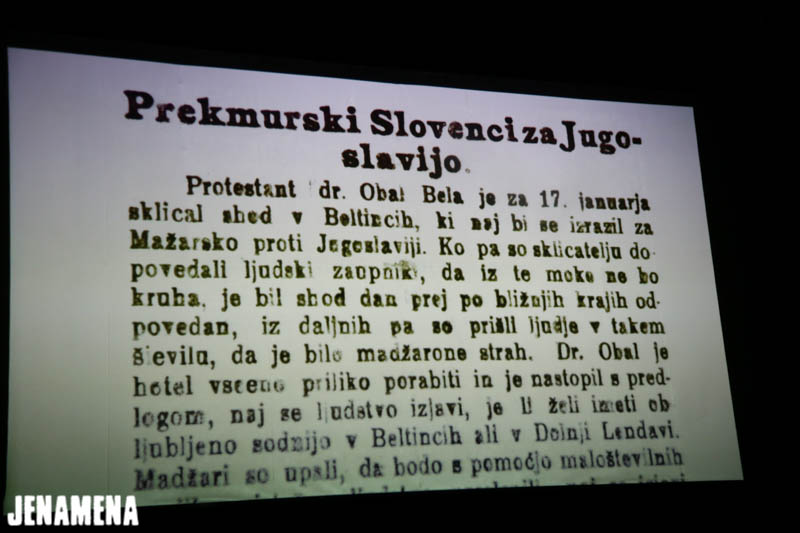 Prekmurski Slovenci za Jugo-
slavijo.
Protestant dr. Obal Bela je za 17. januarja
sklical shod v Beltincih, ki naj bi se izrazil za
Mažarsko proti Jugoslaviji. Ko pa so sklicatelju do-
povedali ljudski zaupniki, da iz te moke ne bo
kruha, je bil shod dan prej po bližnjih krajih od-
povedan, iz daljnih pa so prišli ljudje v takem
številu, da je bilo madžarone strah. Dr. Obal je
hotel vseeno priliko porabiti in je nastopil s pred-
logom, naj se ljudstvo izjavi, je li želi imeti ob-
ljubljeno sodnijo v Beltincih ali v Dolnji Lendavi.
Madžari so upali, da bodo s pomočjo maloštevilnih
JENAMENA